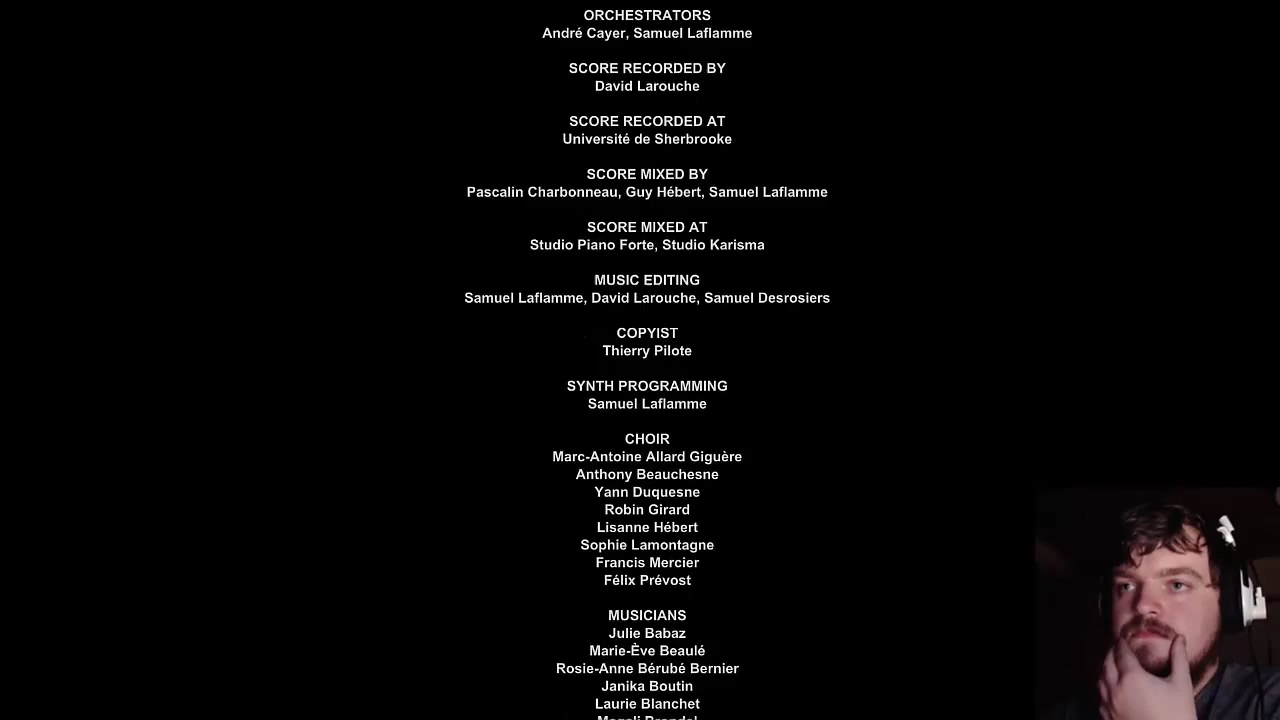 ORCHESTRATORS
André Cayer, Samuel Laflamme
SCORE RECORDED BY
David Larouche
SCORE RECORDED AT
Université de Sherbrooke
SCORE MIXED BY
Pascalin Charbonneau, Guy Hébert, Samuel Laflamme
SCORE MIXED AT
Studio Piano Forte, Studio Karisma
MUSIC EDITING
Samuel Laflamme, David Larouche, Samuel Desrosiers
COPYIST
Thierry Pilote
SYNTH PROGRAMMING
Samuel Laflamme
CHOIR
Marc-Antoine Allard Giguère
Anthony Beauchesne
Yann Duquesne
Robin Girard
Lisanne Hébert
Sophie Lamontagne
Francis Mercier
Félix Prévost
MUSICIANS
Julie Babaz
Marie-Ève Beaulé
Rosie-Anne Bérubé Bernier
Janika Boutin
Laurie Blanchet